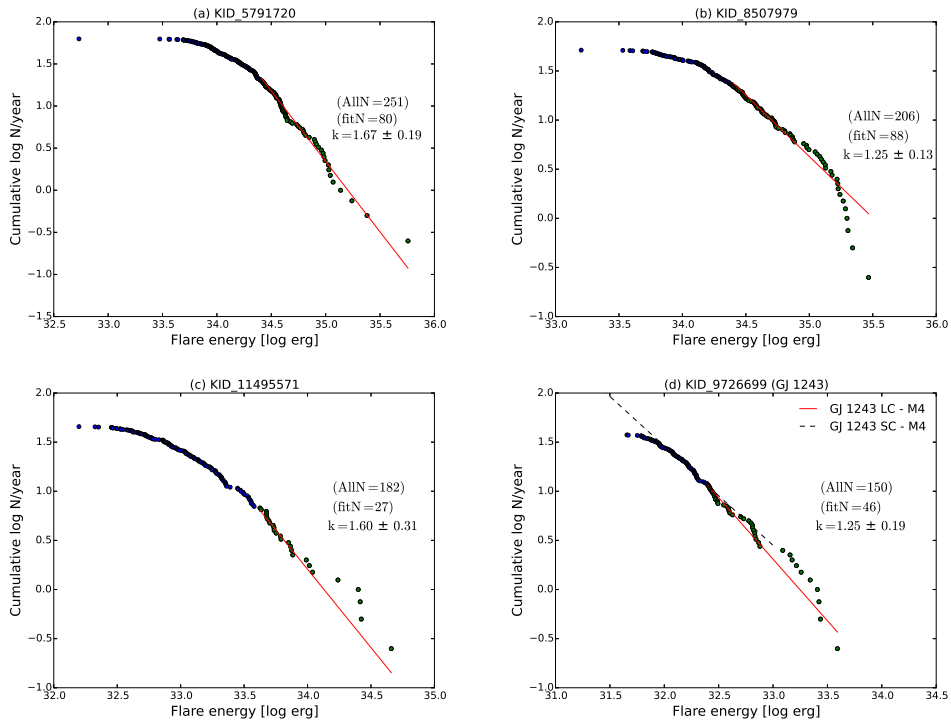 (a) KID_5791720
2.0
1.5
1.0
0.5
0.0
−0.5
−1.0
−1.5
Cumulative log N/year
(AllN=251)
(fitN=80)
k=1.67 ± 0.19
32.5 33.0 33.5 34.0 34.5 35.0 35.5 36.0
Flare energy [log erg]
(b) KID_8507979
2.0
1.5
1.0
0.5
0.0
−0.5
−1.0
Cumulative log N/year
(AllN=206)
(fitN=88)
k=1.25 ± 0.13
33.0 33.5 34.0 34.5 35.0 35.5 36.0
Flare energy [log erg]
(c) KID_11495571
2.0
1.5
1.0
0.5
0.0
−0.5
−1.0
Cumulative log N/year
(AllN=182)
(fitN=27)
k=1.60 ± 0.31
32.0 32.5 33.0 33.5 34.0 34.5 35.0
Flare energy [log erg]
(d) KID_9726699 (GJ 1243)
2.0
1.5
1.0
0.5
0.0
−0.5
−1.0
Cumulative log N/year
GJ 1243 LC - M4
GJ 1243 SC - M4
(AllN=150)
(fitN=46)
k=1.25 ± 0.19
31.0 31.5 32.0 32.5 33.0 33.5 34.0 34.5
Flare energy [log erg]